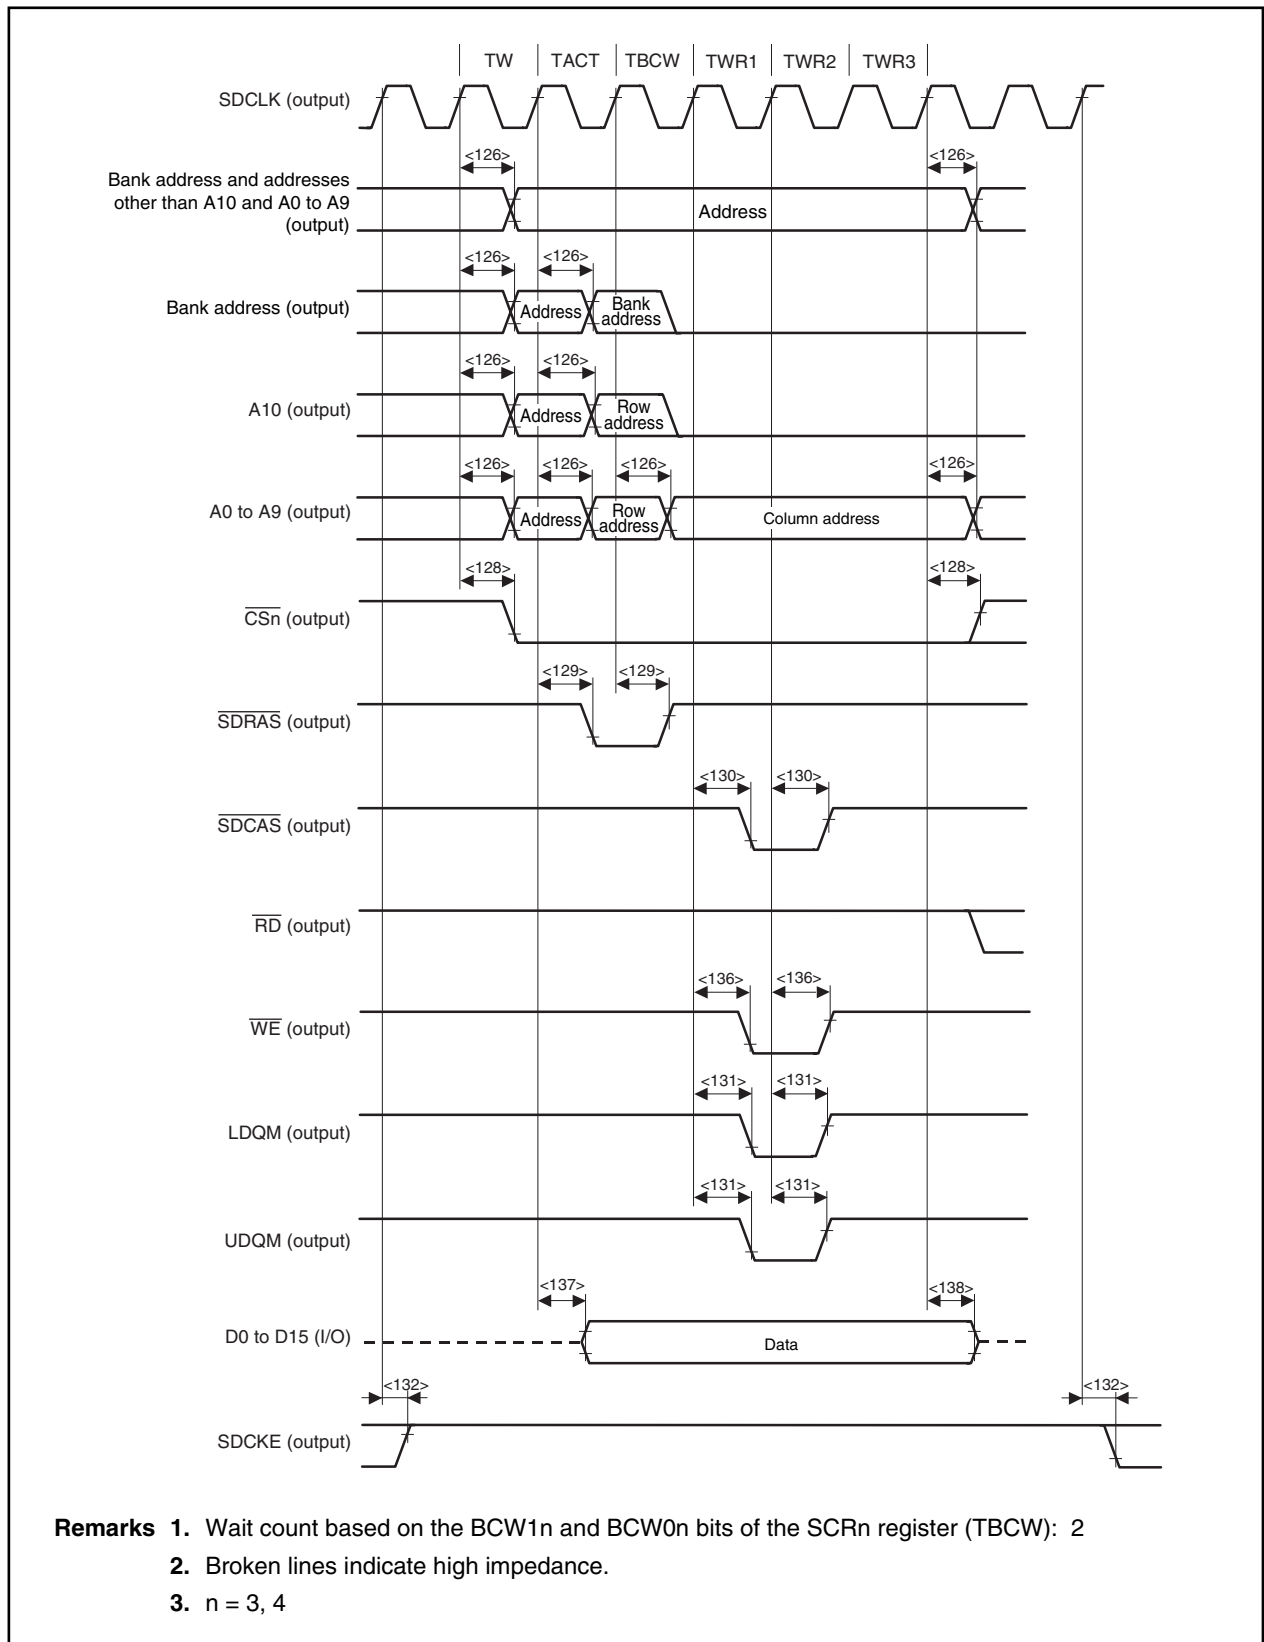 TW TACT TBCW TWR1 TWR2 TWR3
SDCLK (output)
<126> <126>
Bank address and addresses
other than A10 and A0 to A9
(output)
Address
<126> <126>
Bank address (output)
Address
Bank
address
<126> <126>
A10 (output)
Address
Row
address
<126> <126> <126> <126>
A0 to A9 (output)
Address
Row
address
Column address
<128> <128>
CSn (output)
<129> <129>
SDRAS (output)
<130> <130>
SDCAS (output)
RD (output)
<136> <136>
WE (output)
<131> <131>
LDQM (output)
<131> <131>
UDQM (output)
<137> <138>
D0 to D15 (I/O)
Data
<132> <132>
SDCKE (output)
Remarks 1. Wait count based on the BCW1n and BCW0n bits of the SCRn register (TBCW): 2
2. Broken lines indicate high impedance.
3. n = 3, 4